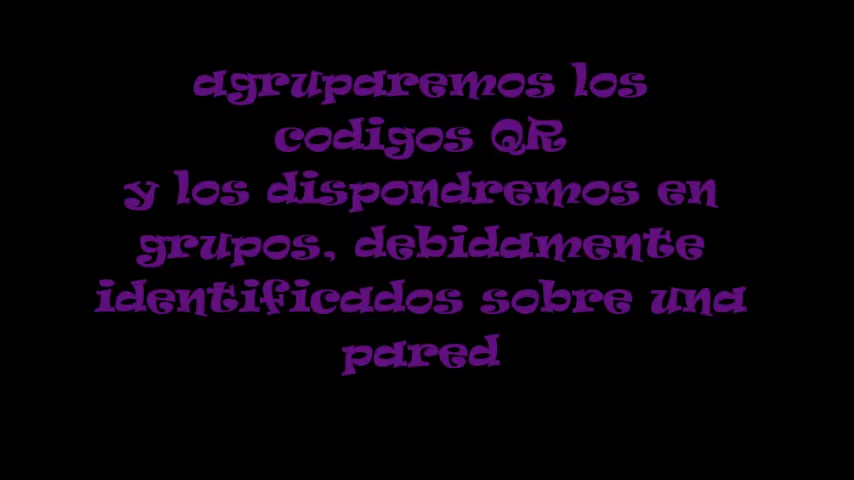 agruparemos los
codigos QR
y los dispondremos en
grupos, debidamente
identificados sobre una
pared